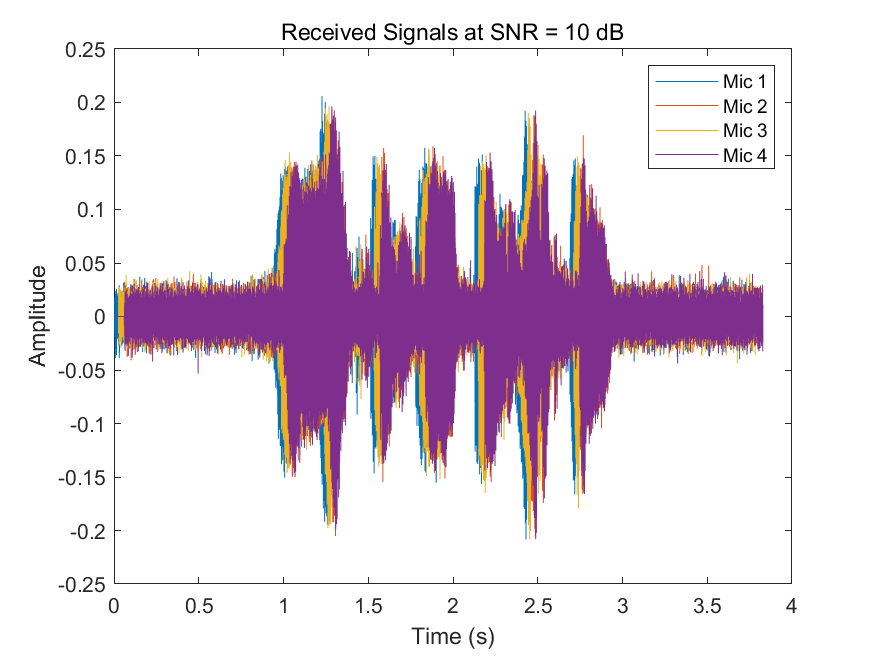 Received Signals at SNR = 10 dB
0.25
0.2
0.15
0.1
0.05
0
-0.05
-0.1
-0.15
-0.2
-0.25
Amplitude
Mic 1
Mic 2
Mic 3
Mic 4
0 0.5 1 1.5 2 2.5 3 3.5 4
Time (s)